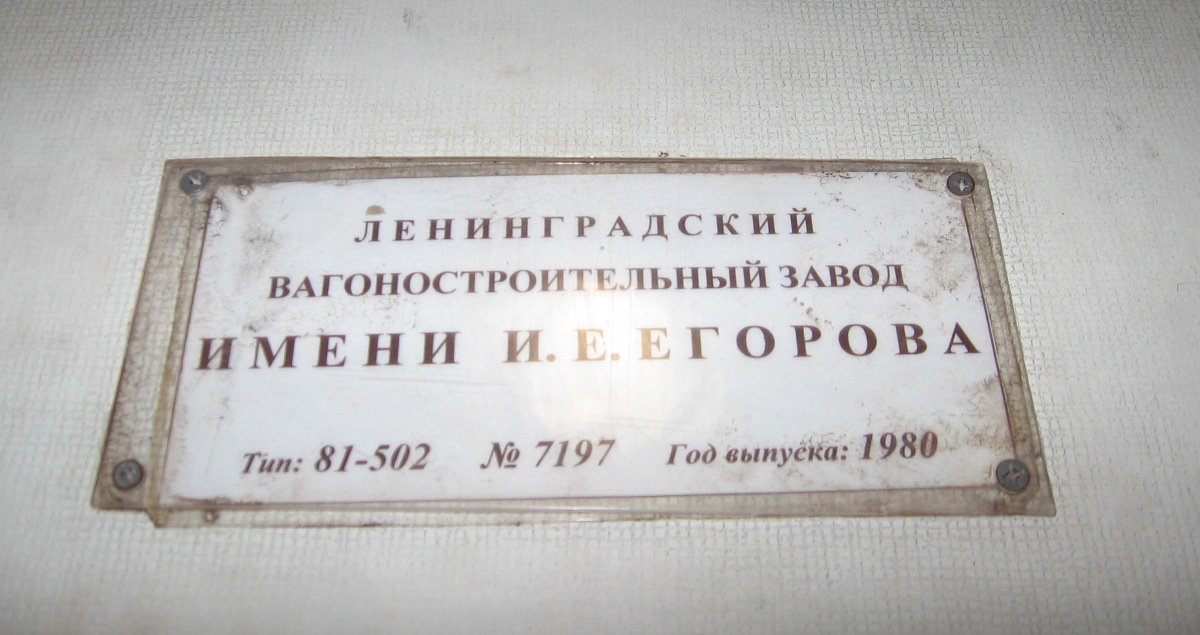 ЛЕНИНГРАДСКИЙ
ВАГОНОСТРОИТЕЛЬНЫЙ ЗАВОД
ИМЕНИ И. Е. ЕГОРОВА
Тип: 81-502 № 7197 Год выпуска: 1980